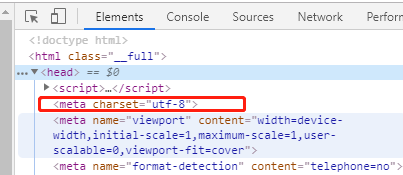 Elements Console Sources
<!doctype html>
<html class="__full">
...▼<head> == $0
▶<script>…</script>
<meta charset="utf-8">
<meta name="viewport" content="width=device-
width,initial-scale=1,maximum-scale=1,user-
scalable=0,viewport-fit=cover">
<meta name="format-detection" content="telephone=no">